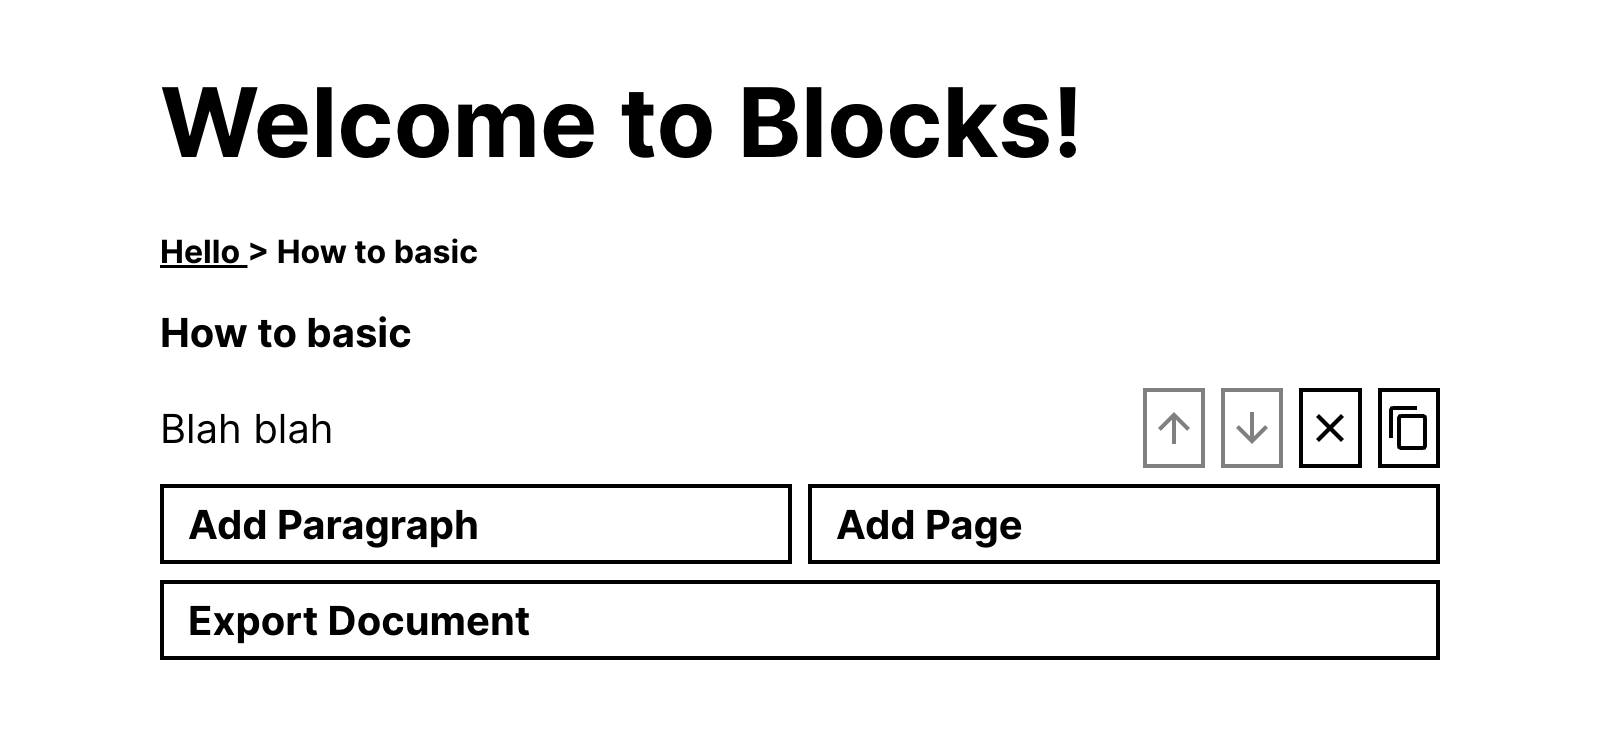 Welcome to Blocks!
Hello > How to basic
How to basic
Blah blah
Add Paragraph
Add Page
Export Document